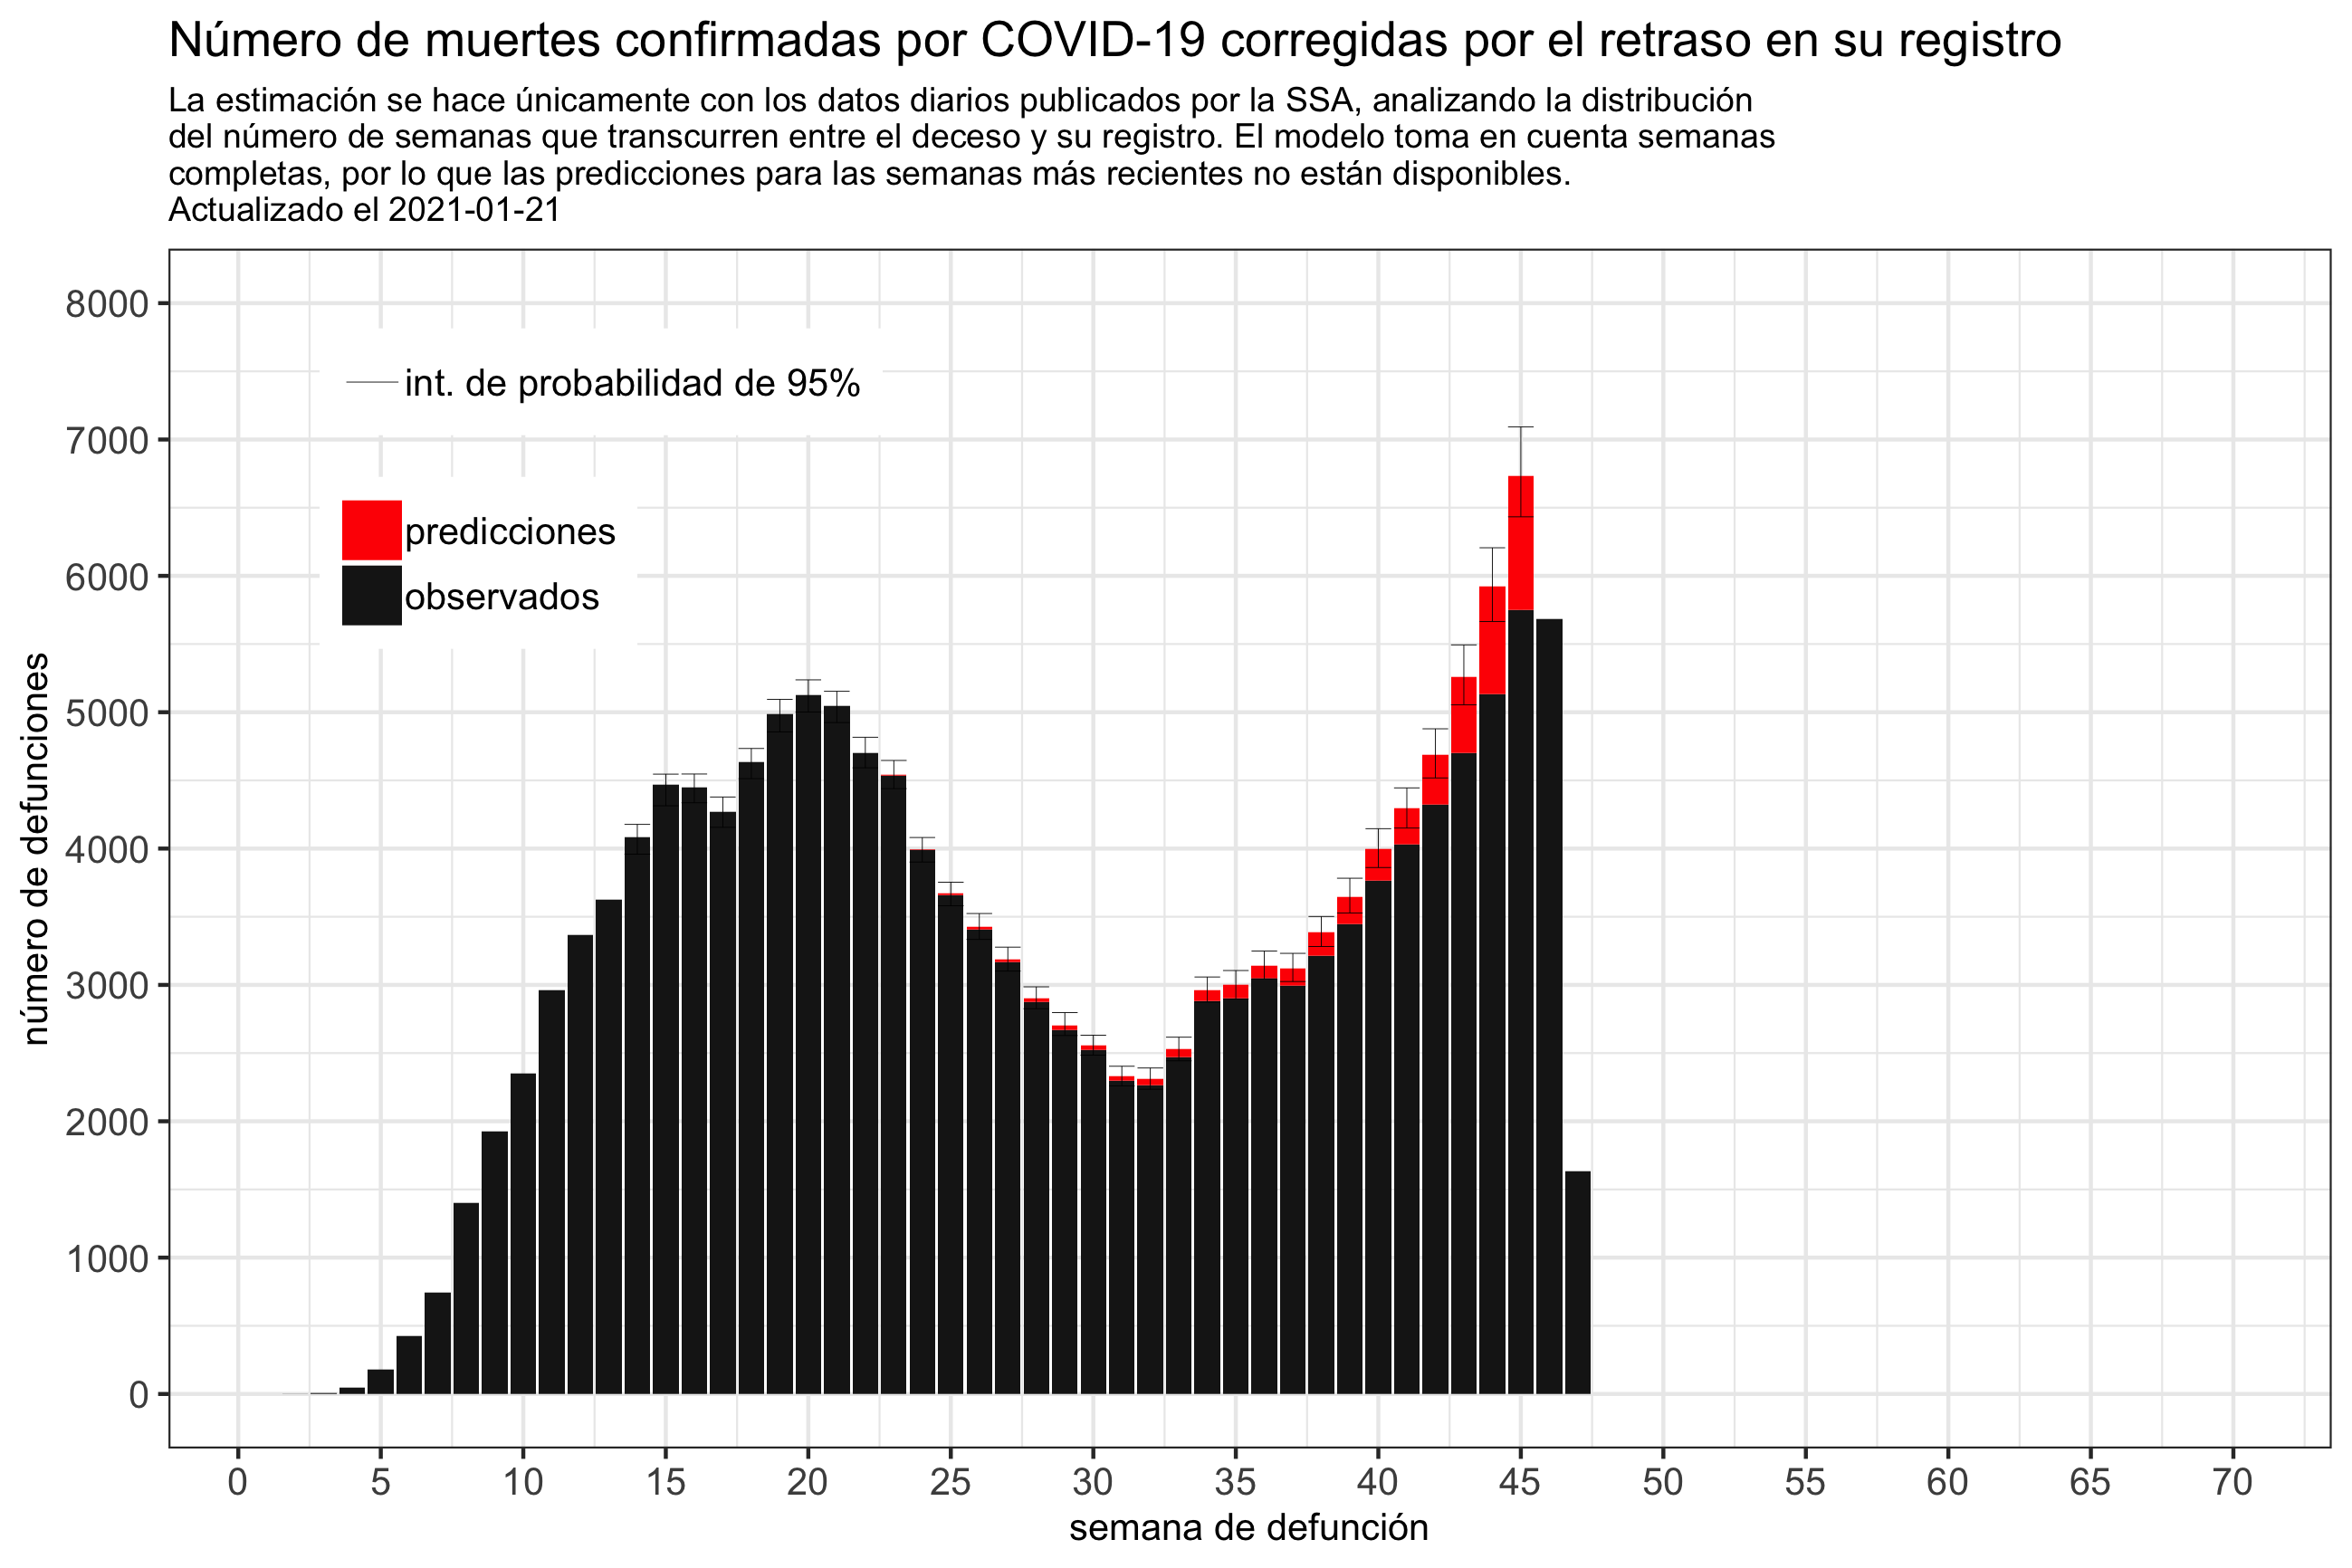 Número de muertes confirmadas por COVID-19 corregidas por el retraso en su registro
La estimación se hace únicamente con los datos diarios publicados por la SSA, analizando la distribución
del número de semanas que transcurren entre el deceso y su registro. El modelo toma en cuenta semanas
completas, por lo que las predicciones para las semanas más recientes no están disponibles.
Actualizado el 2021-01-21
número de defunciones
8000
7000
6000
5000
4000
3000
2000
1000
0
int. de probabilidad de 95%
predicciones
observados
0 5 10 15 20 25 30 35 40 45 50 55 60 65 70
semana de defunción